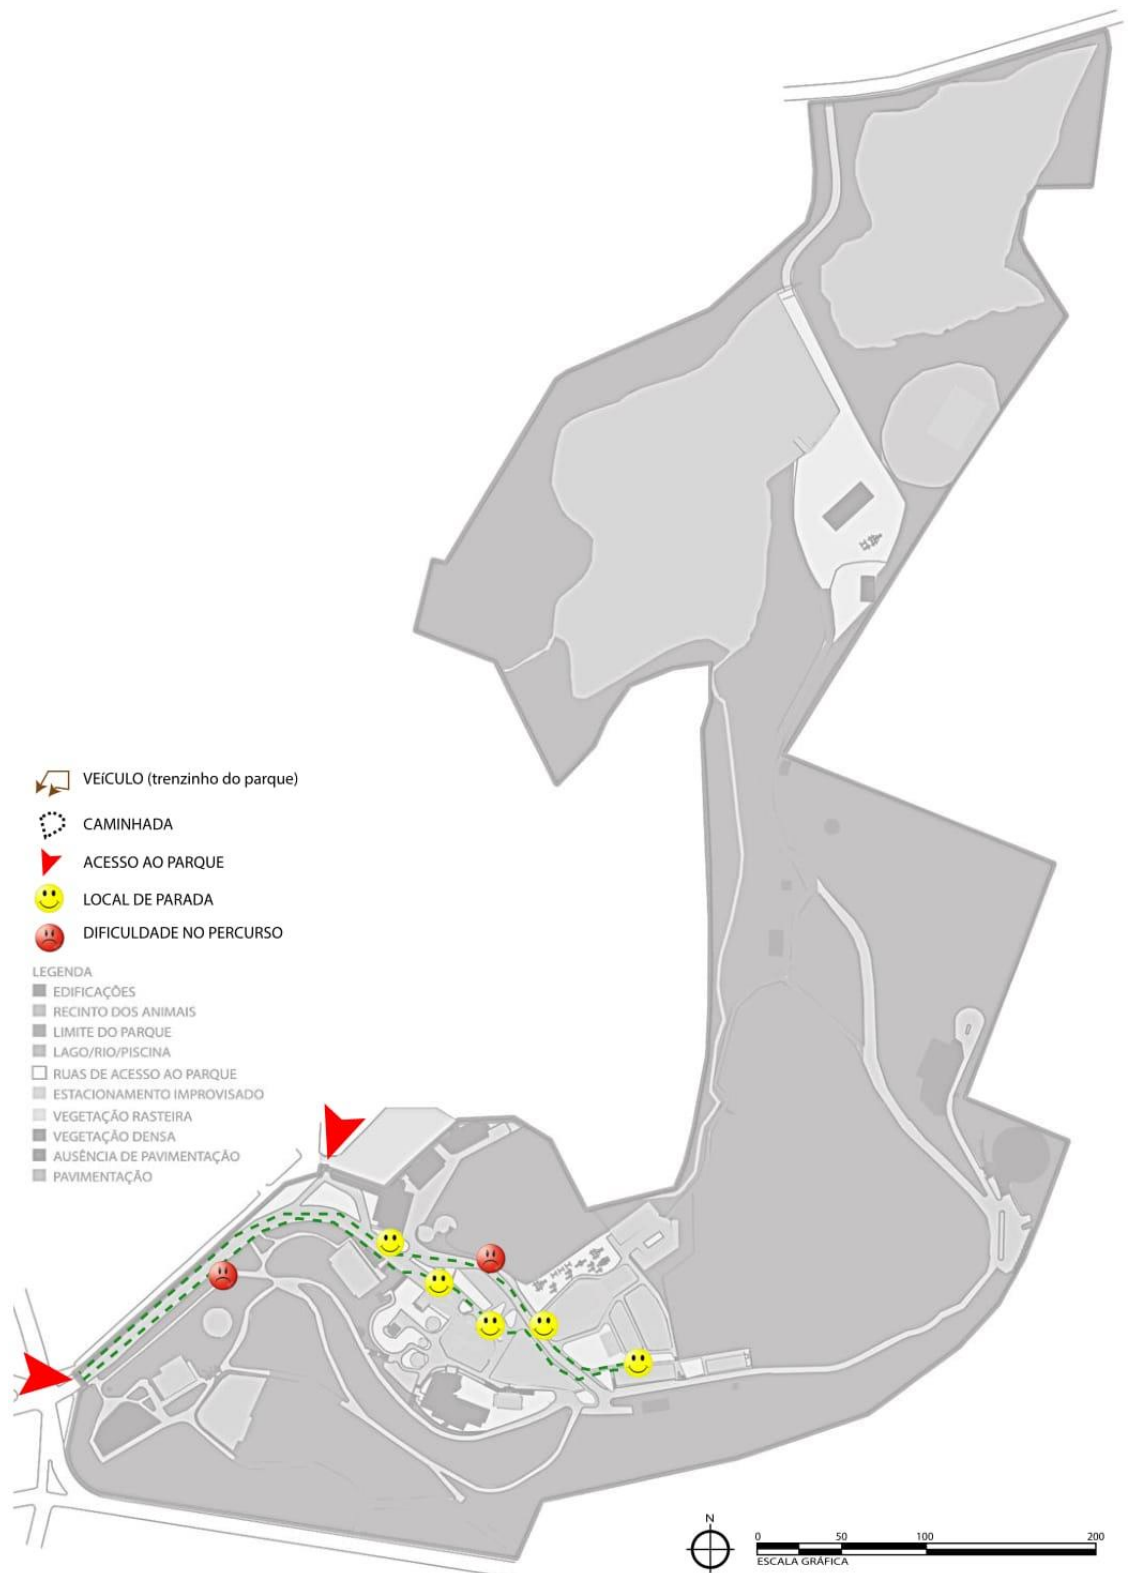 VEíCULO (trenzinho do parque)
CAMINHADA
ACESSO AO PARQUE
LOCAL DE PARADA
DIFICULDADE NO PERCURSO
LEGENDA
EDIFICAÇÕES
RECINTO DOS ANIMAIS
LIMITE DO PARQUE
LAGO/RIO/PISCINA
RUAS DE ACESSO AO PARQUE
ESTACIONAMENTO IMPROVISADO
VEGETAÇÃO RASTEIRA
VEGETAÇÃO DENSA
AUSÊNCIA DE PAVIMENTAÇÃO
PAVIMENTAÇÃO
N
0 50 100 200
ESCALA GRÁFICA